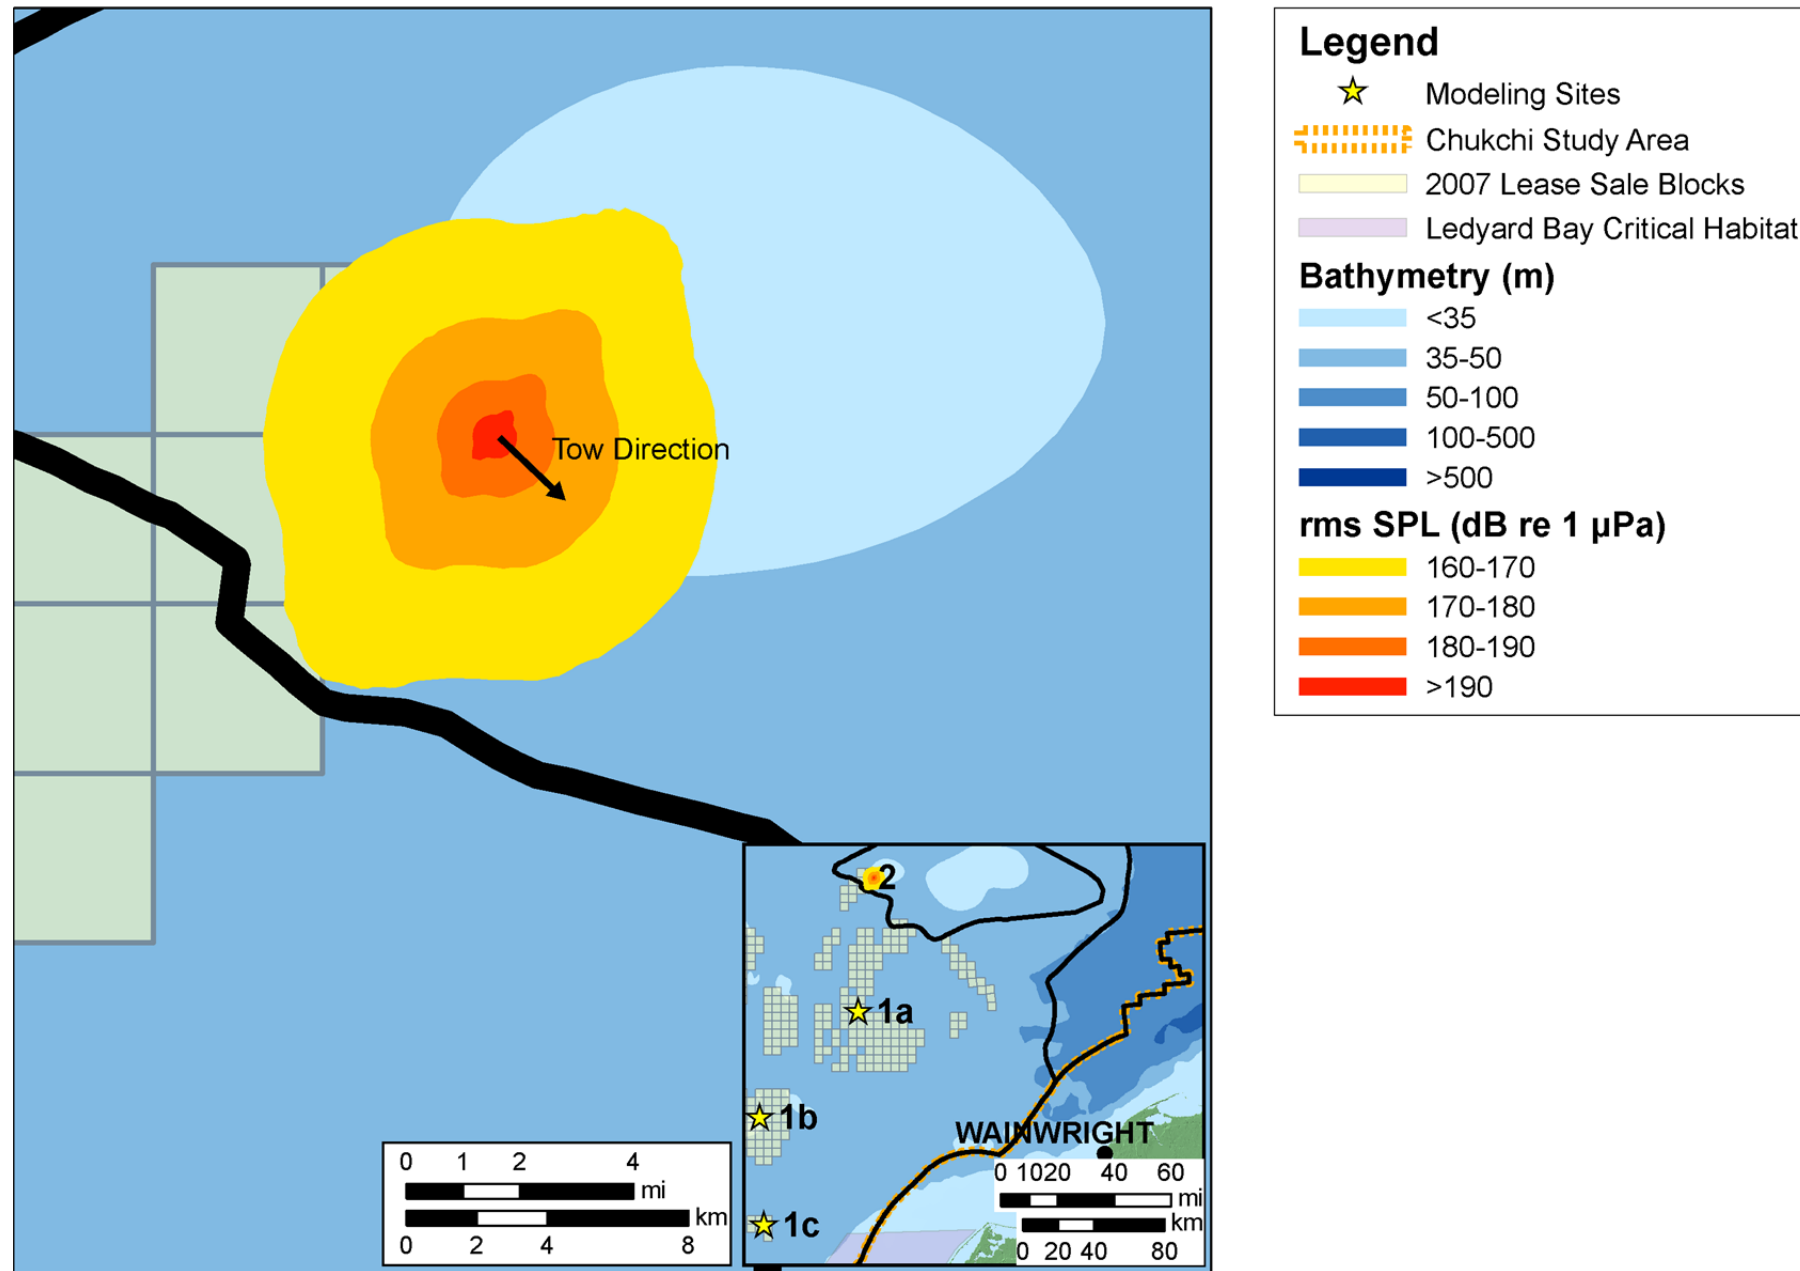 Legend
Modeling Sites
Chukchi Study Area
2007 Lease Sale Blocks
Ledyard Bay Critical Habitat
Bathymetry (m)
<35
35-50
50-100
100-500
>500
rms SPL (dB re 1 µPa)
160-170
170-180
180-190
>190
Tow Direction
2
1a
1b
WAINWRIGHT
1c
0 1 2 4
mi
km
0 2 4 8
0 10 20 40 60
mi
km
0 20 40 80